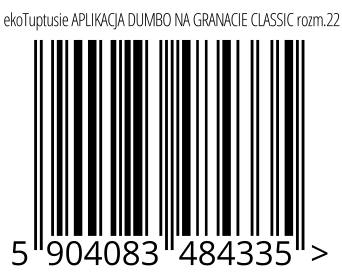 ekoTuptusie APLIKACJA DUMBO NA GRANACIE CLASSIC rozm.22
5 904083 484335 >